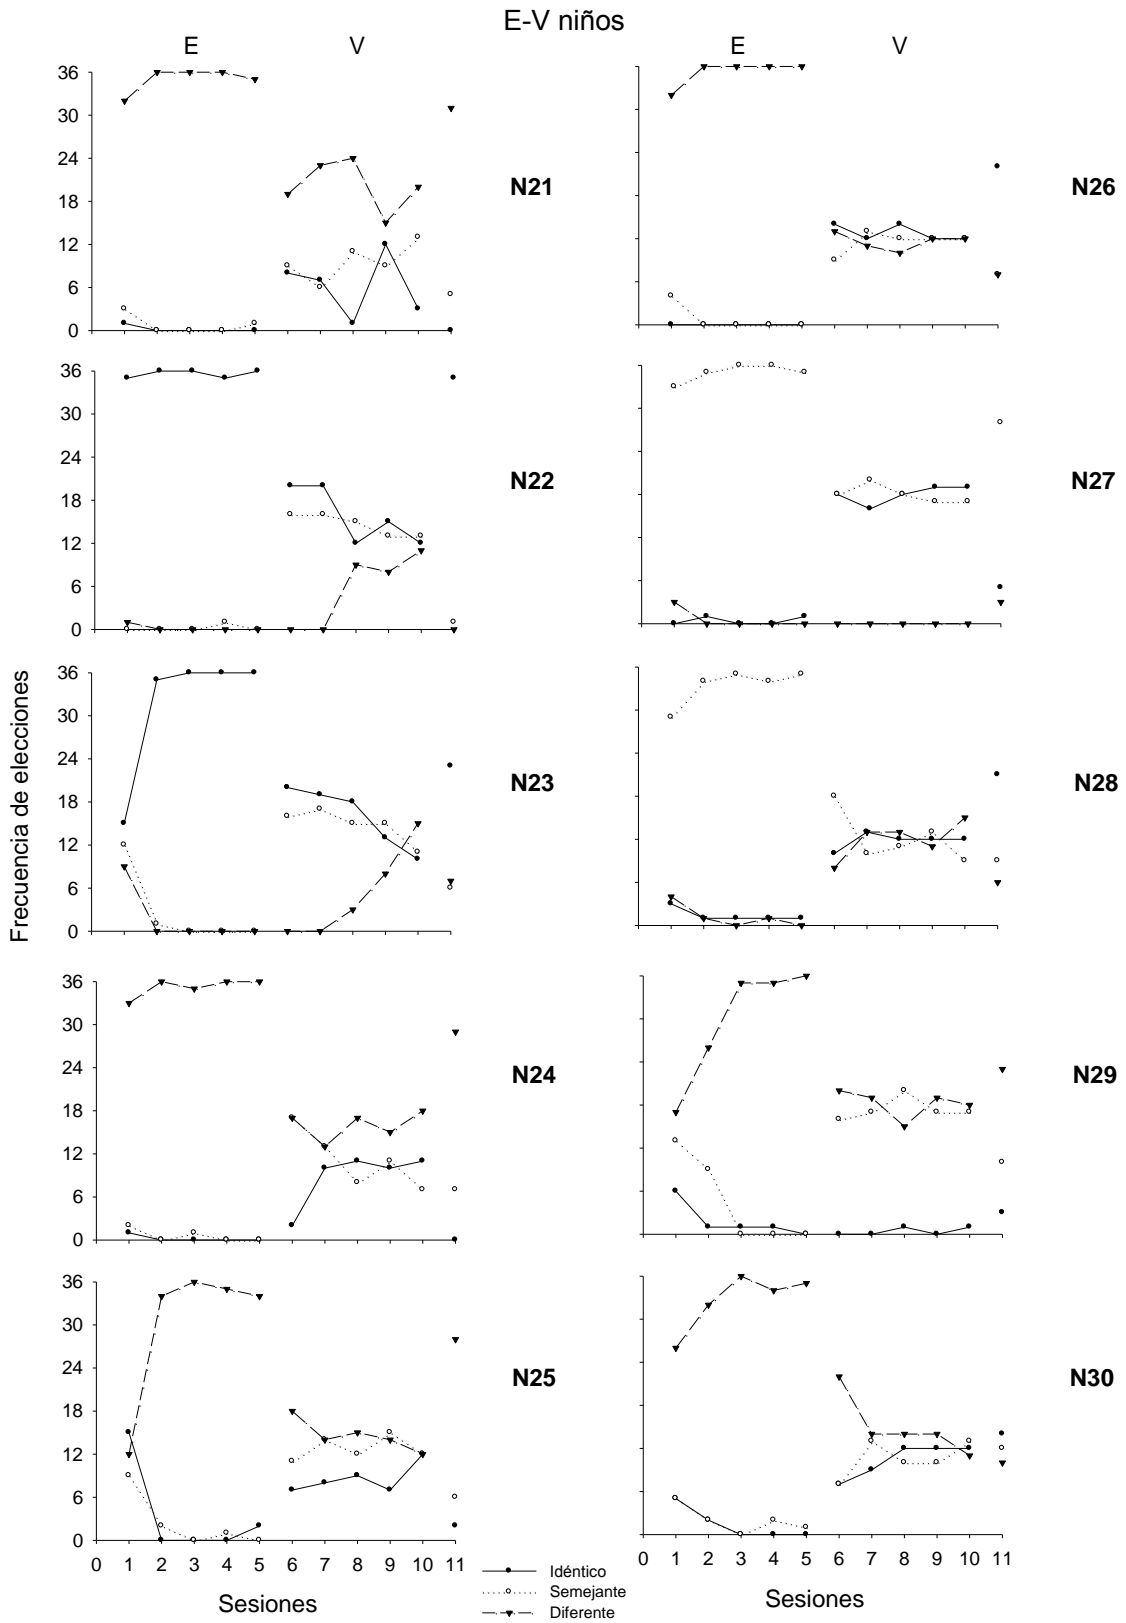 E-V niños
E V
36
30
24
18
12
6
0
N21
N26
36
30
24
18
12
6
0
N22
N27
Frecuencia de elecciones
36
30
24
18
12
6
0
N23
N28
36
30
24
18
12
6
0
N24
N29
36
30
24
18
12
6
0
N25
N30
0 1 2 3 4 5 6 7 8 9 10 11
0 1 2 3 4 5 6 7 8 9 10 11
Sesiones
Sesiones
Idéntico
Semejante
Diferente
E V